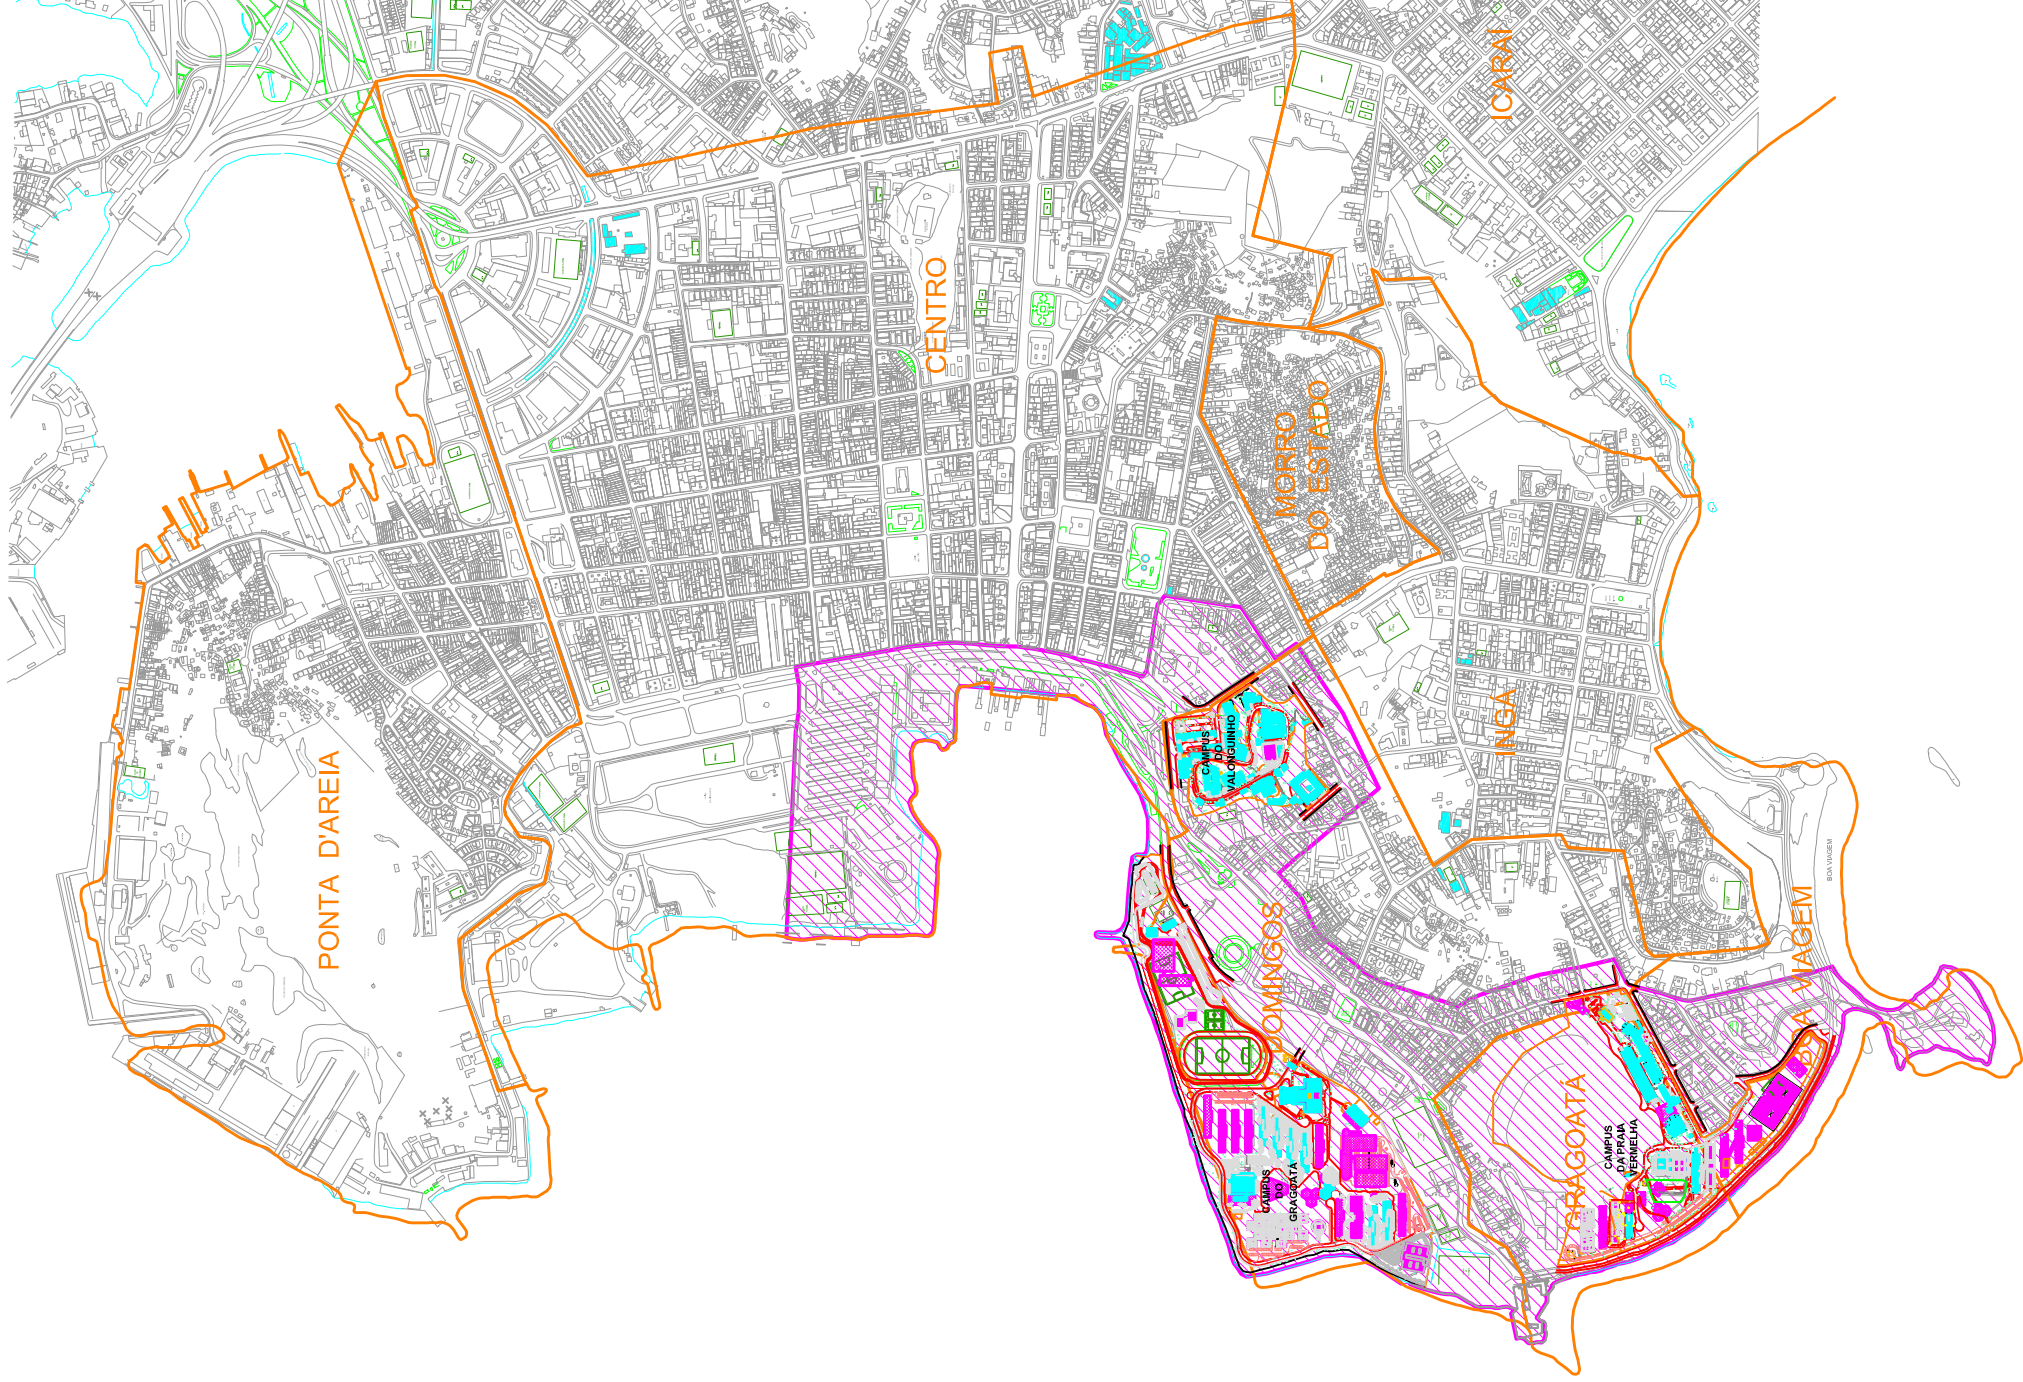 ICARAÍ
CENTRO
MORRO
DO ESTADO
PONTA D'AREIA
INGÁ
CAMPUS
DO
VALONGUINHO
DOMINGOS
BOA VIAGEM
VIAGEM
GRAGOATÁ
CAMPUS
DA PRAIA
VERMELHA
CAMPUS
DO
GRAGOATÁ